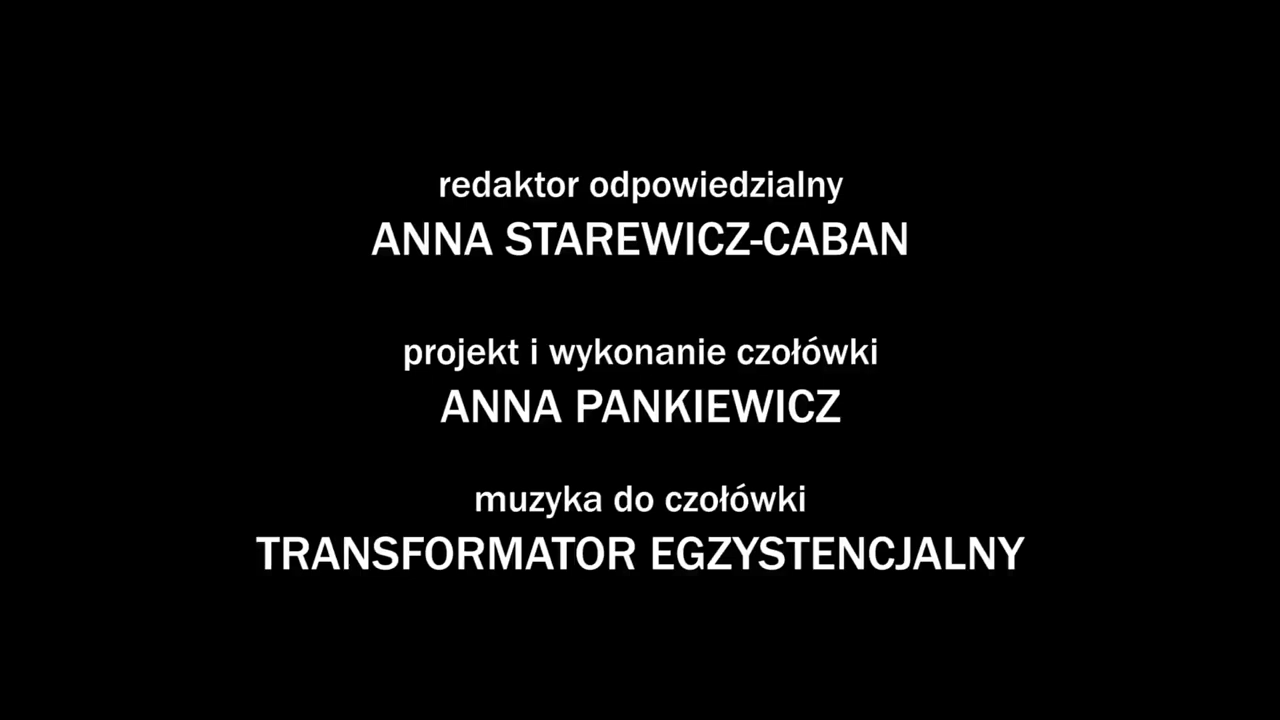 redaktor odpowiedzialny
ANNA STAREWICZ-CABAN
projekt i wykonanie czołówki
ANNA PANKIEWICZ
muzyka do czołówki
TRANSFORMATOR EGZYSTENCJALNY